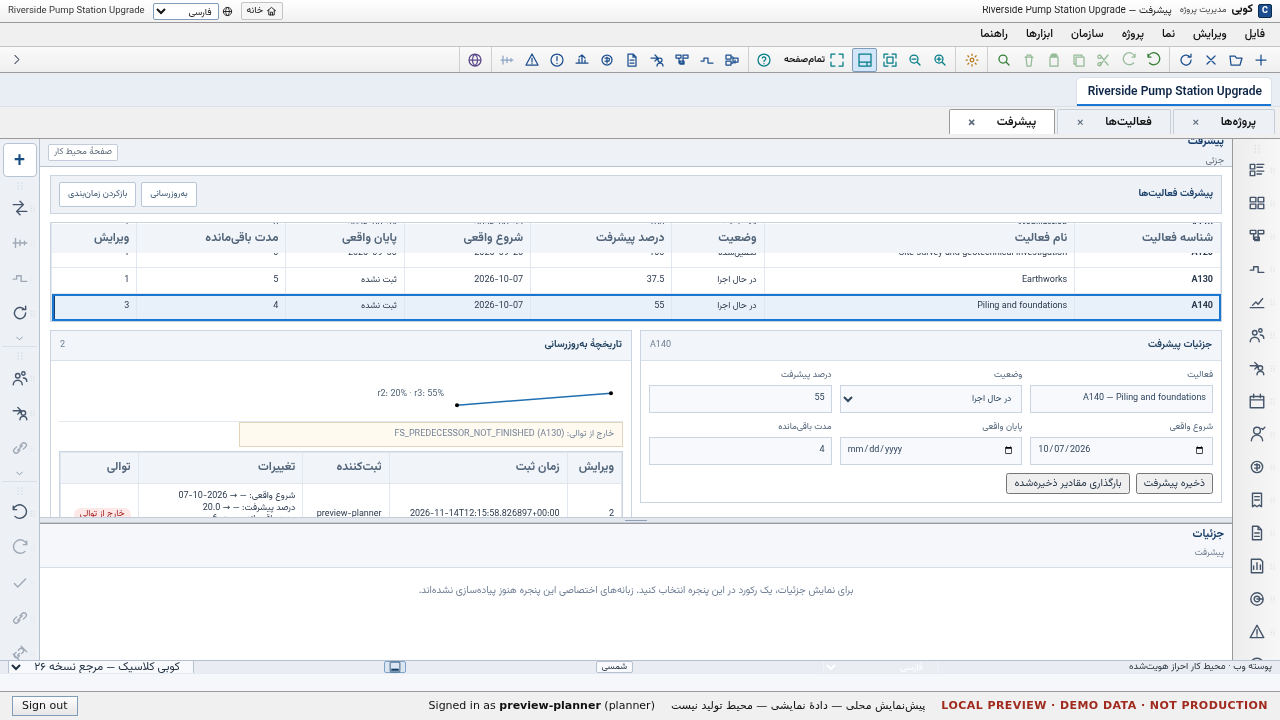 کوپی مدیریت پروژه پیشرفت — Riverside Pump Station Upgrade
خانه فارسی Riverside Pump Station Upgrade
فایل ویرایش نما پروژه سازمان ابزارها راهنما
تمام‌صفحه
Riverside Pump Station Upgrade
پروژه‌ها × فعالیت‌ها × پیشرفت ×
پیشرفت
جزئی
صفحهٔ محیط کار
پیشرفت فعالیت‌ها
به‌روزرسانی بازکردن زمان‌بندی
شناسه فعالیت نام فعالیت وضعیت درصد پیشرفت شروع واقعی پایان واقعی مدت باقی‌مانده ویرایش
A130 Earthworks در حال اجرا 37.5 2026-10-07 ثبت نشده 5 1
A140 Piling and foundations در حال اجرا 55 2026-10-07 ثبت نشده 4 3
جزئیات پیشرفت A140
فعالیت وضعیت درصد پیشرفت
A140 — Piling and foundations در حال اجرا 55
شروع واقعی پایان واقعی مدت باقی‌مانده
10/07/2026 mm/dd/yyyy 4
ذخیره پیشرفت بارگذاری مقادیر ذخیره‌شده
تاریخچهٔ به‌روزرسانی 2
r2: 20% · r3: 55%
خارج از توالی: FS_PREDECESSOR_NOT_FINISHED (A130)
ویرایش زمان ثبت ثبت‌کننده تغییرات توالی
شروع واقعی: — → 2026-10-07
درصد پیشرفت: — → 20.0
2 2026-11-14T12:15:58.826897+00:00 preview-planner خارج از توالی
جزئیات
پیشرفت
برای نمایش جزئیات، یک رکورد در این پنجره انتخاب کنید. زبانه‌های اختصاصی این پنجره هنوز پیاده‌سازی نشده‌اند.
پوسته وب · محیط کار احراز هویت‌شده فارسی شمسی کوپی کلاسیک — مرجع نسخه ۲۶
LOCAL PREVIEW · DEMO DATA · NOT PRODUCTION پیش‌نمایش محلی — دادهٔ نمایشی — محیط تولید نیست Signed in as preview-planner (planner) Sign out